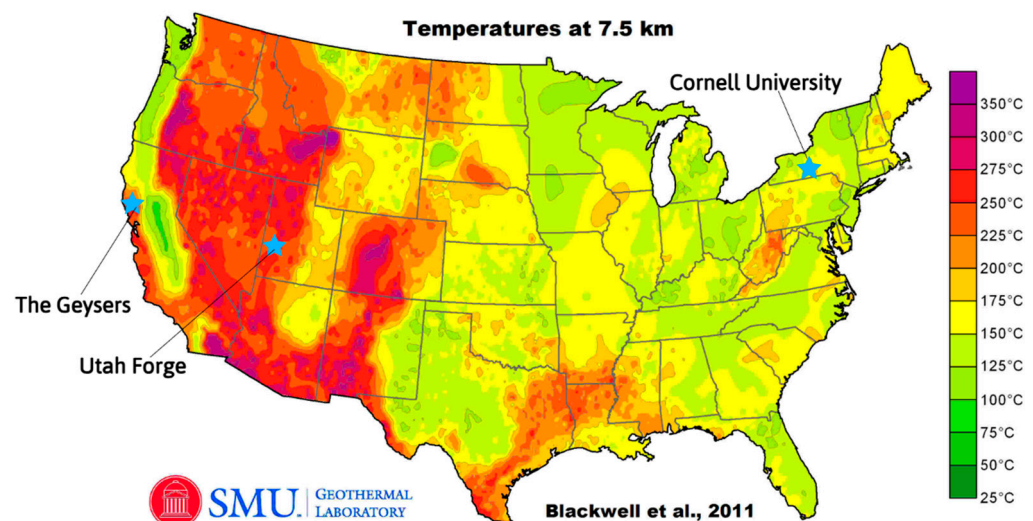 Temperatures at 7.5 km
Cornell University
The Geysers
Utah Forge
350°C
300°C
275°C
250°C
225°C
200°C
175°C
150°C
125°C
100°C
75°C
50°C
25°C
SMU. GEOTHERMAL
LABORATORY
Blackwell et al., 2011